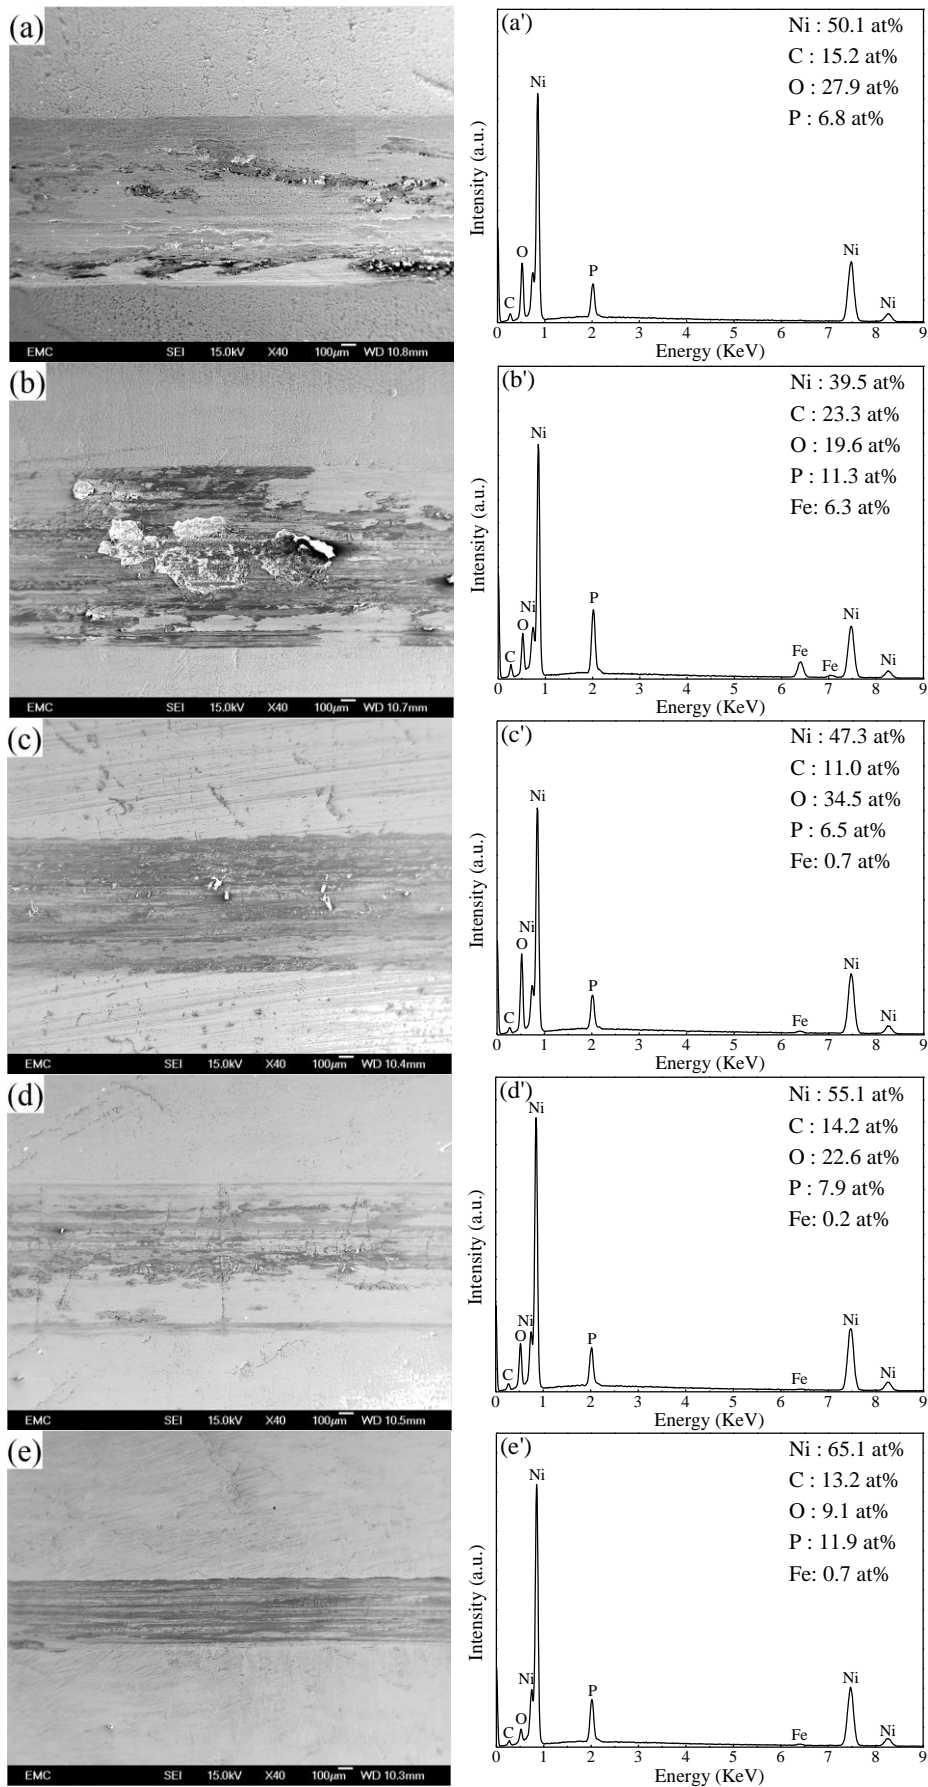 (a)
EMC SEI 15.0kV X40 100μm WD 10.8mm
(a')
Ni : 50.1 at%
C : 15.2 at%
O : 27.9 at%
P : 6.8 at%
Ni
O
C
P
Ni
Ni
Intensity (a.u.)
0 1 2 3 4 5 6 7 8 9
Energy (KeV)
(b)
EMC SEI 15.0kV X40 100μm WD 10.7mm
(b')
Ni : 39.5 at%
C : 23.3 at%
O : 19.6 at%
P : 11.3 at%
Fe: 6.3 at%
Ni
Ni
O
C
P
Fe
Fe
Ni
Ni
Intensity (a.u.)
0 1 2 3 4 5 6 7 8 9
Energy (KeV)
(c)
EMC SEI 15.0kV X40 100μm WD 10.4mm
(c')
Ni : 47.3 at%
C : 11.0 at%
O : 34.5 at%
P : 6.5 at%
Fe: 0.7 at%
Ni
Ni
O
C
P
Fe
Ni
Ni
Intensity (a.u.)
0 1 2 3 4 5 6 7 8 9
Energy (KeV)
(d)
EMC SEI 15.0kV X40 100μm WD 10.5mm
(d')
Ni : 55.1 at%
C : 14.2 at%
O : 22.6 at%
P : 7.9 at%
Fe: 0.2 at%
Ni
Ni
O
C
P
Fe
Ni
Ni
Intensity (a.u.)
0 1 2 3 4 5 6 7 8 9
Energy (KeV)
(e)
EMC SEI 15.0kV X40 100μm WD 10.3mm
(e')
Ni : 65.1 at%
C : 13.2 at%
O : 9.1 at%
P : 11.9 at%
Fe: 0.7 at%
Ni
Ni
O
C
P
Fe
Ni
Ni
Intensity (a.u.)
0 1 2 3 4 5 6 7 8 9
Energy (KeV)